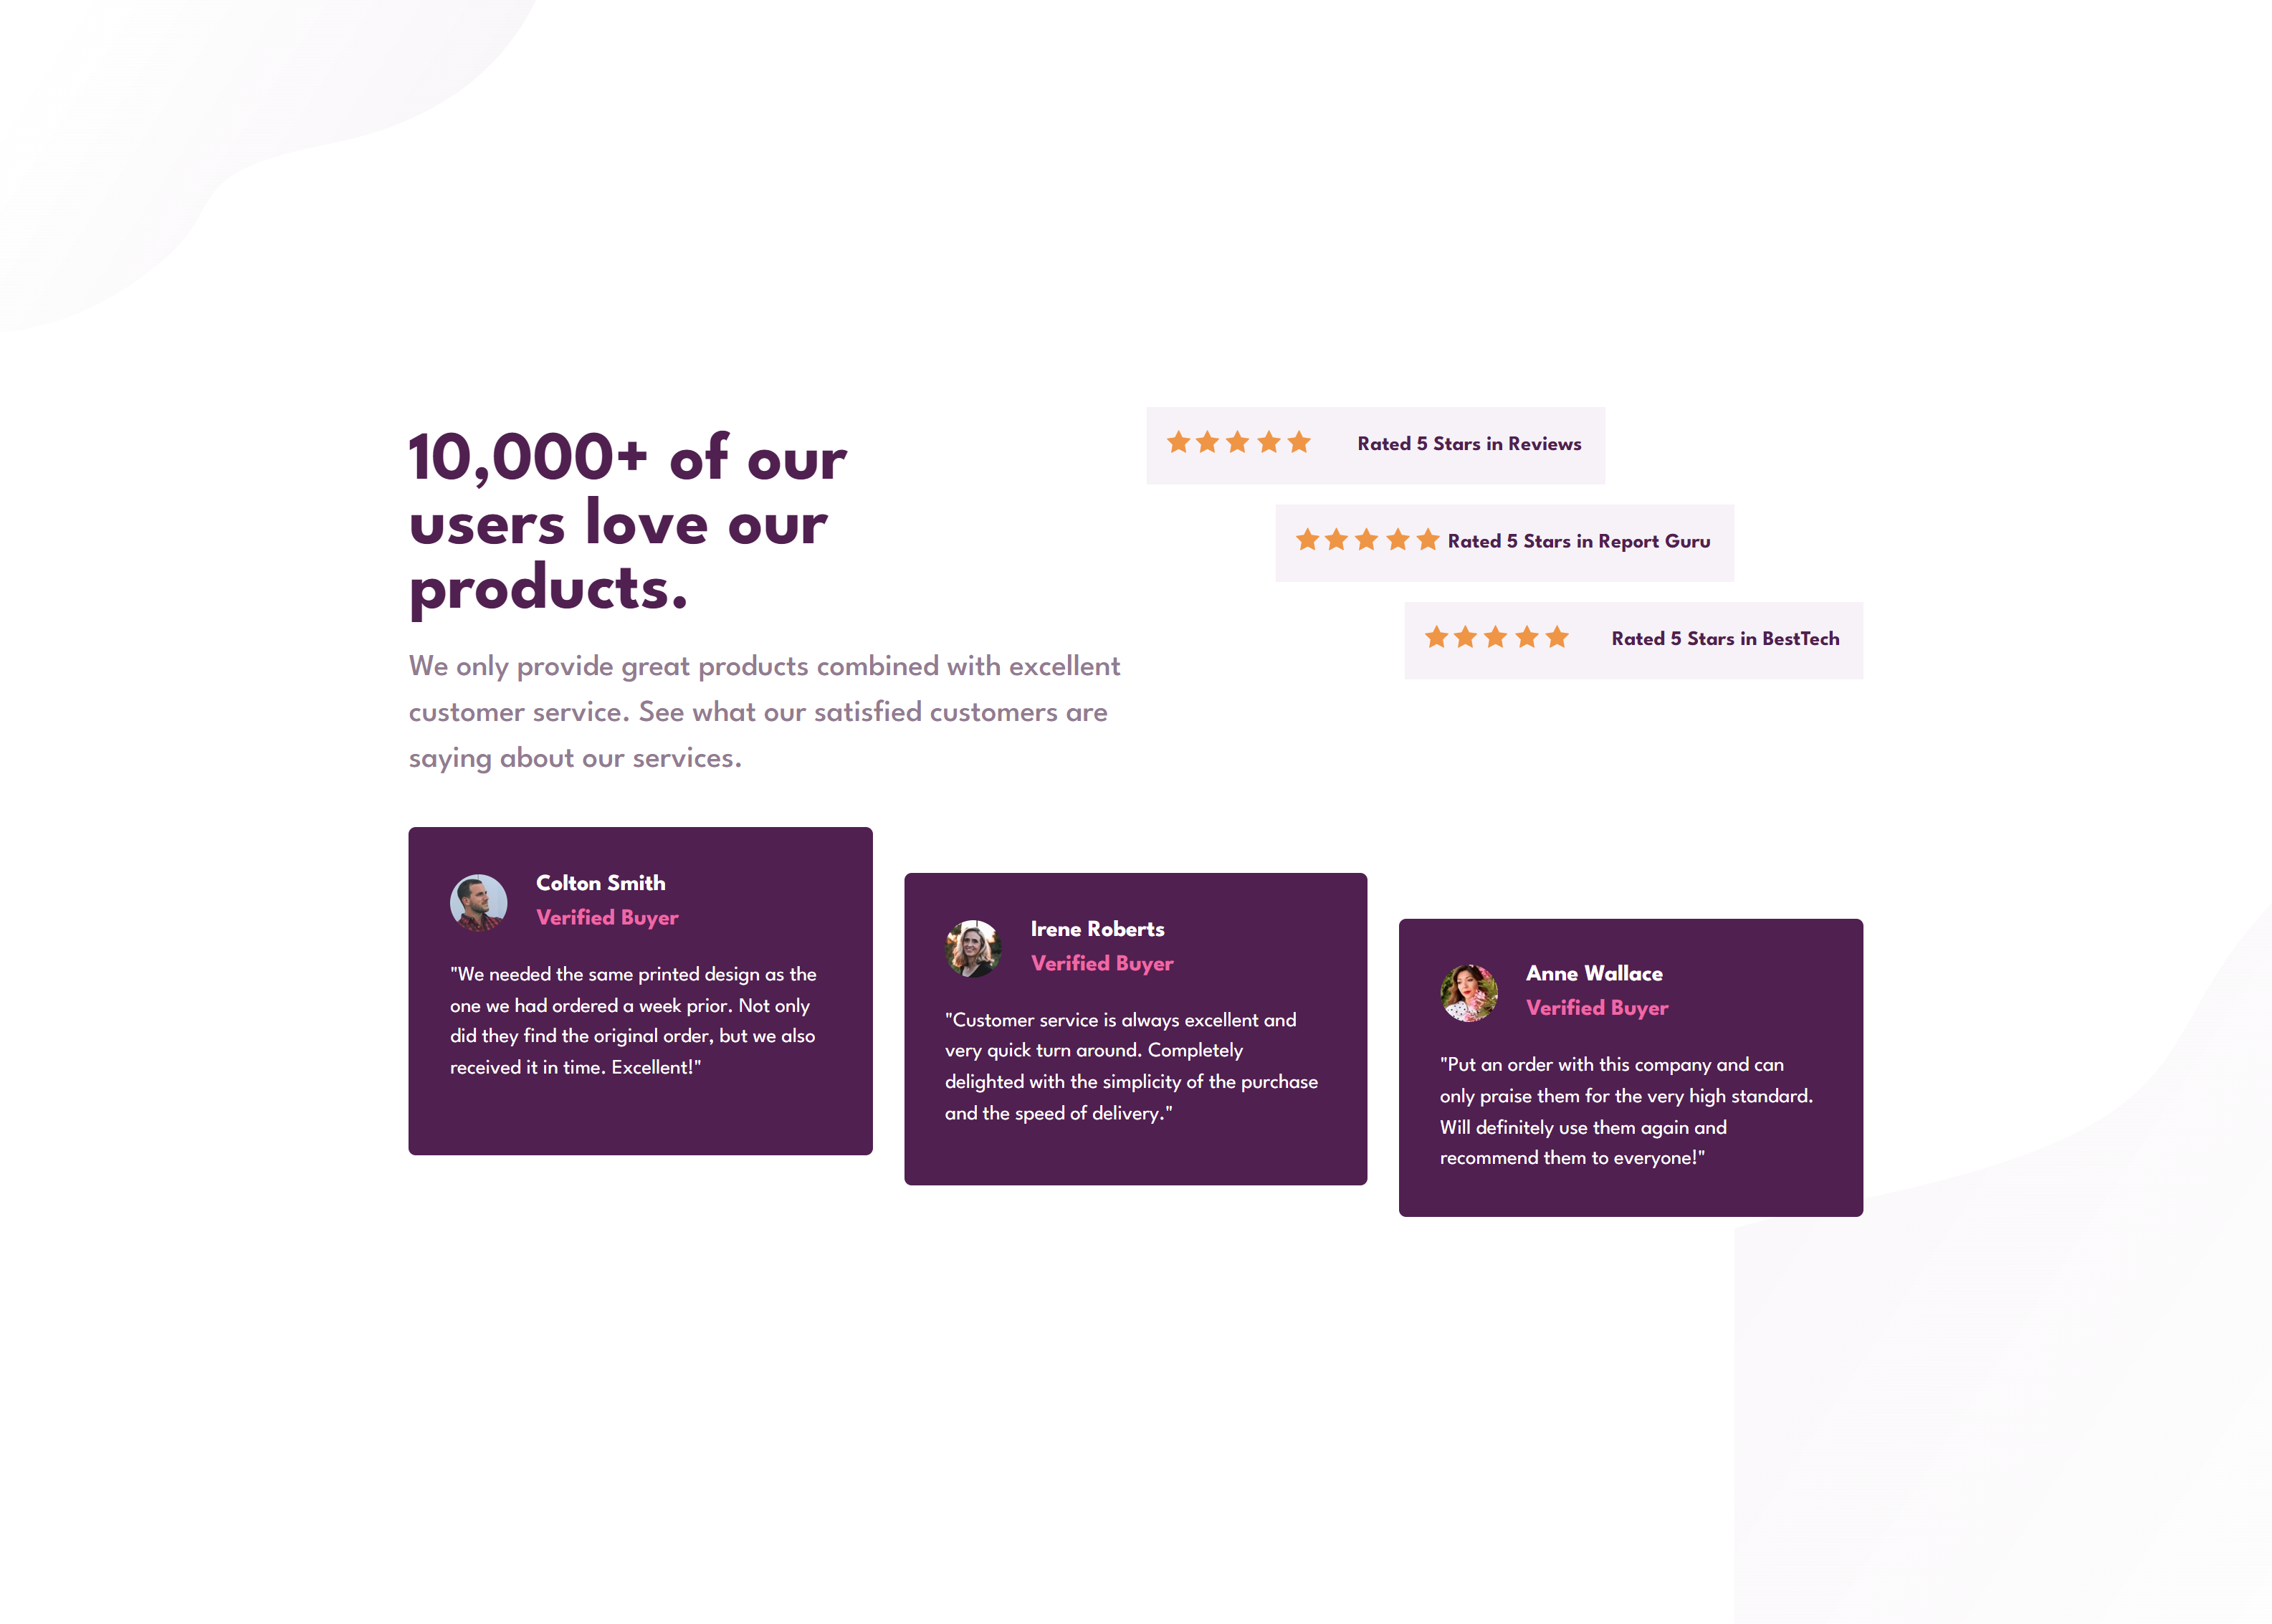 10,000+ of our
users love our
products.
We only provide great products combined with excellent
customer service. See what our satisfied customers are
saying about our services.
Rated 5 Stars in Reviews
Rated 5 Stars in Report Guru
Rated 5 Stars in BestTech
Colton Smith
Verified Buyer
"We needed the same printed design as the
one we had ordered a week prior. Not only
did they find the original order, but we also
received it in time. Excellent!"
Irene Roberts
Verified Buyer
"Customer service is always excellent and
very quick turn around. Completely
delighted with the simplicity of the purchase
and the speed of delivery."
Anne Wallace
Verified Buyer
"Put an order with this company and can
only praise them for the very high standard.
Will definitely use them again and
recommend them to everyone!"